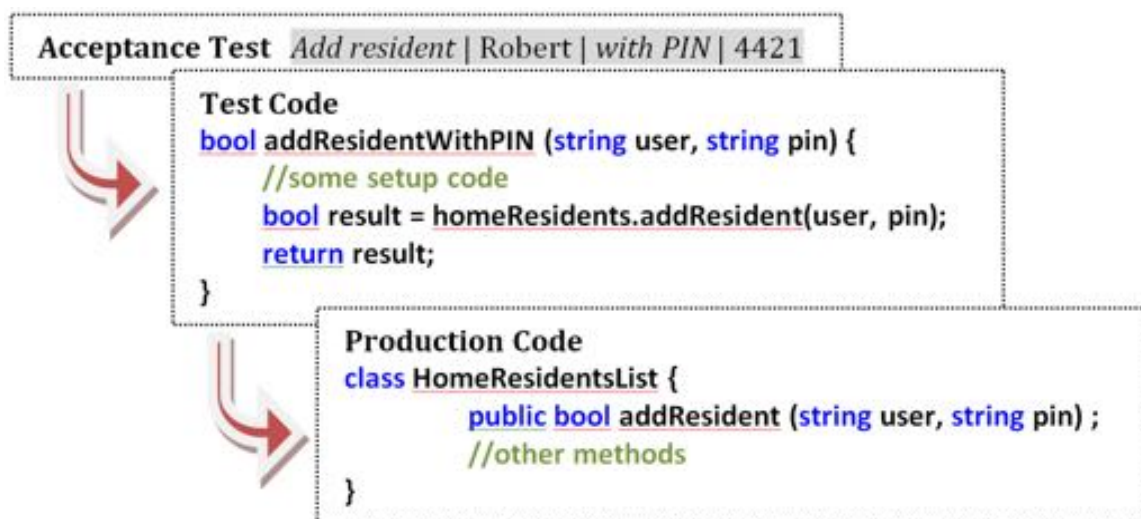 Acceptance Test Add resident | Robert | with PIN | 4421
Test Code
bool addResidentWithPIN (string user, string pin) {
//some setup code
bool result = homeResidents.addResident(user, pin);
return result;
}
Production Code
class HomeResidentsList {
public bool addResident (string user, string pin) ;
//other methods
}